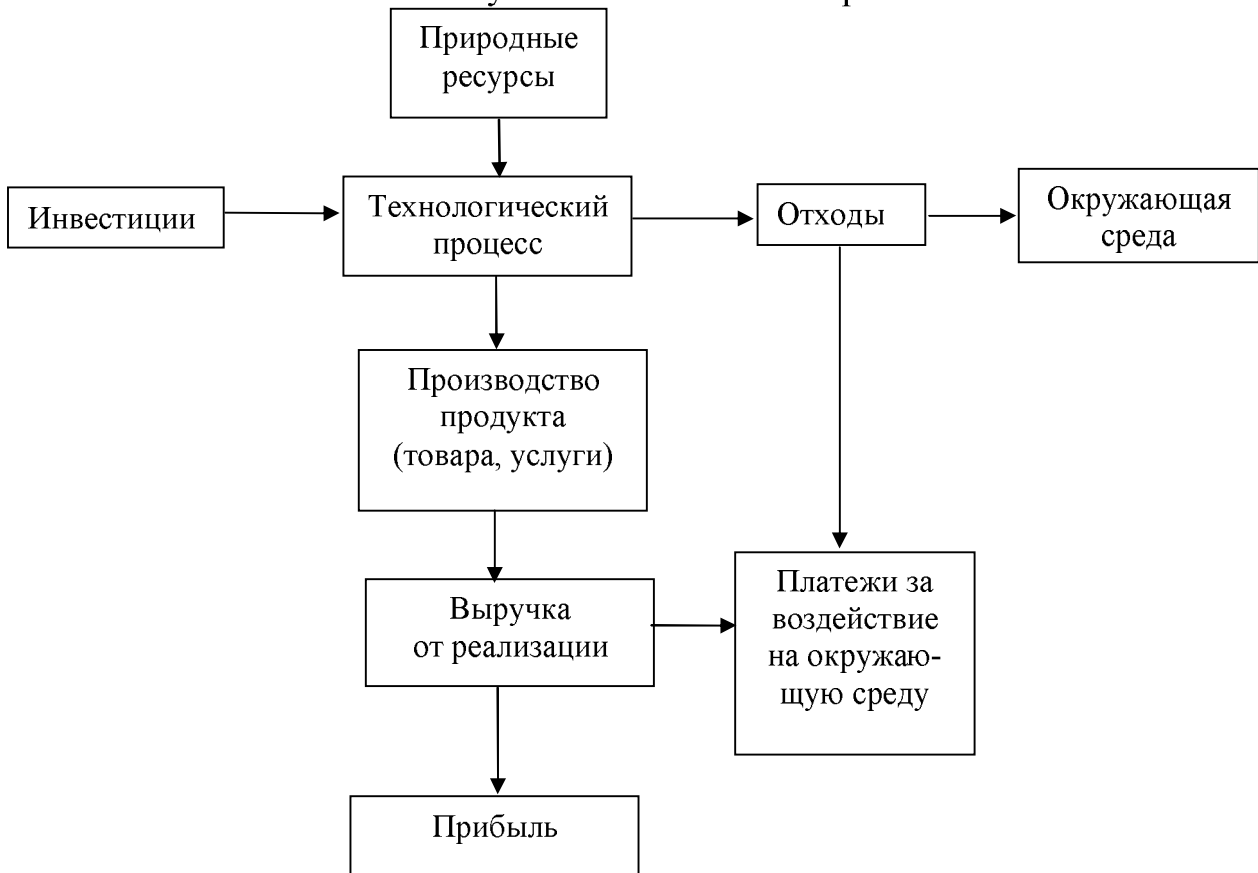 Природные
ресурсы
Инвестиции
Технологический
процесс
Отходы
Окружающая
среда
Производство
продукта
(товара, услуги)
Выручка
от реализации
Платежи за
воздействие
на окружаю-
щую среду
Прибыль